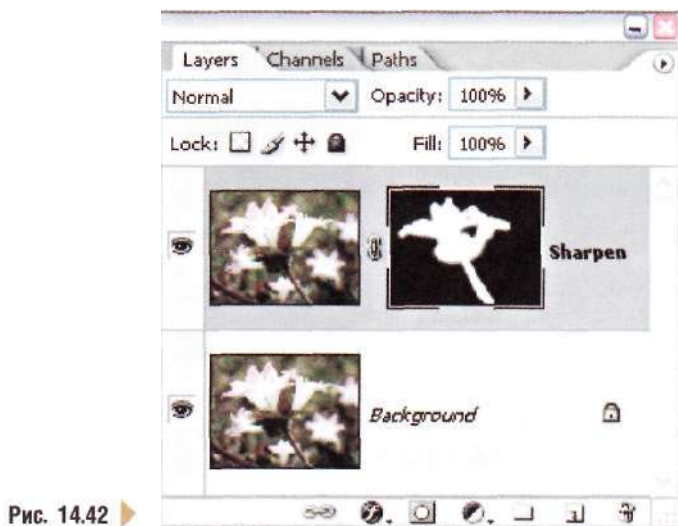 Layers Channels Paths
Normal Opacity: 100%
Lock: Fill: 100%
Sharpen
Background
Рис. 14.42